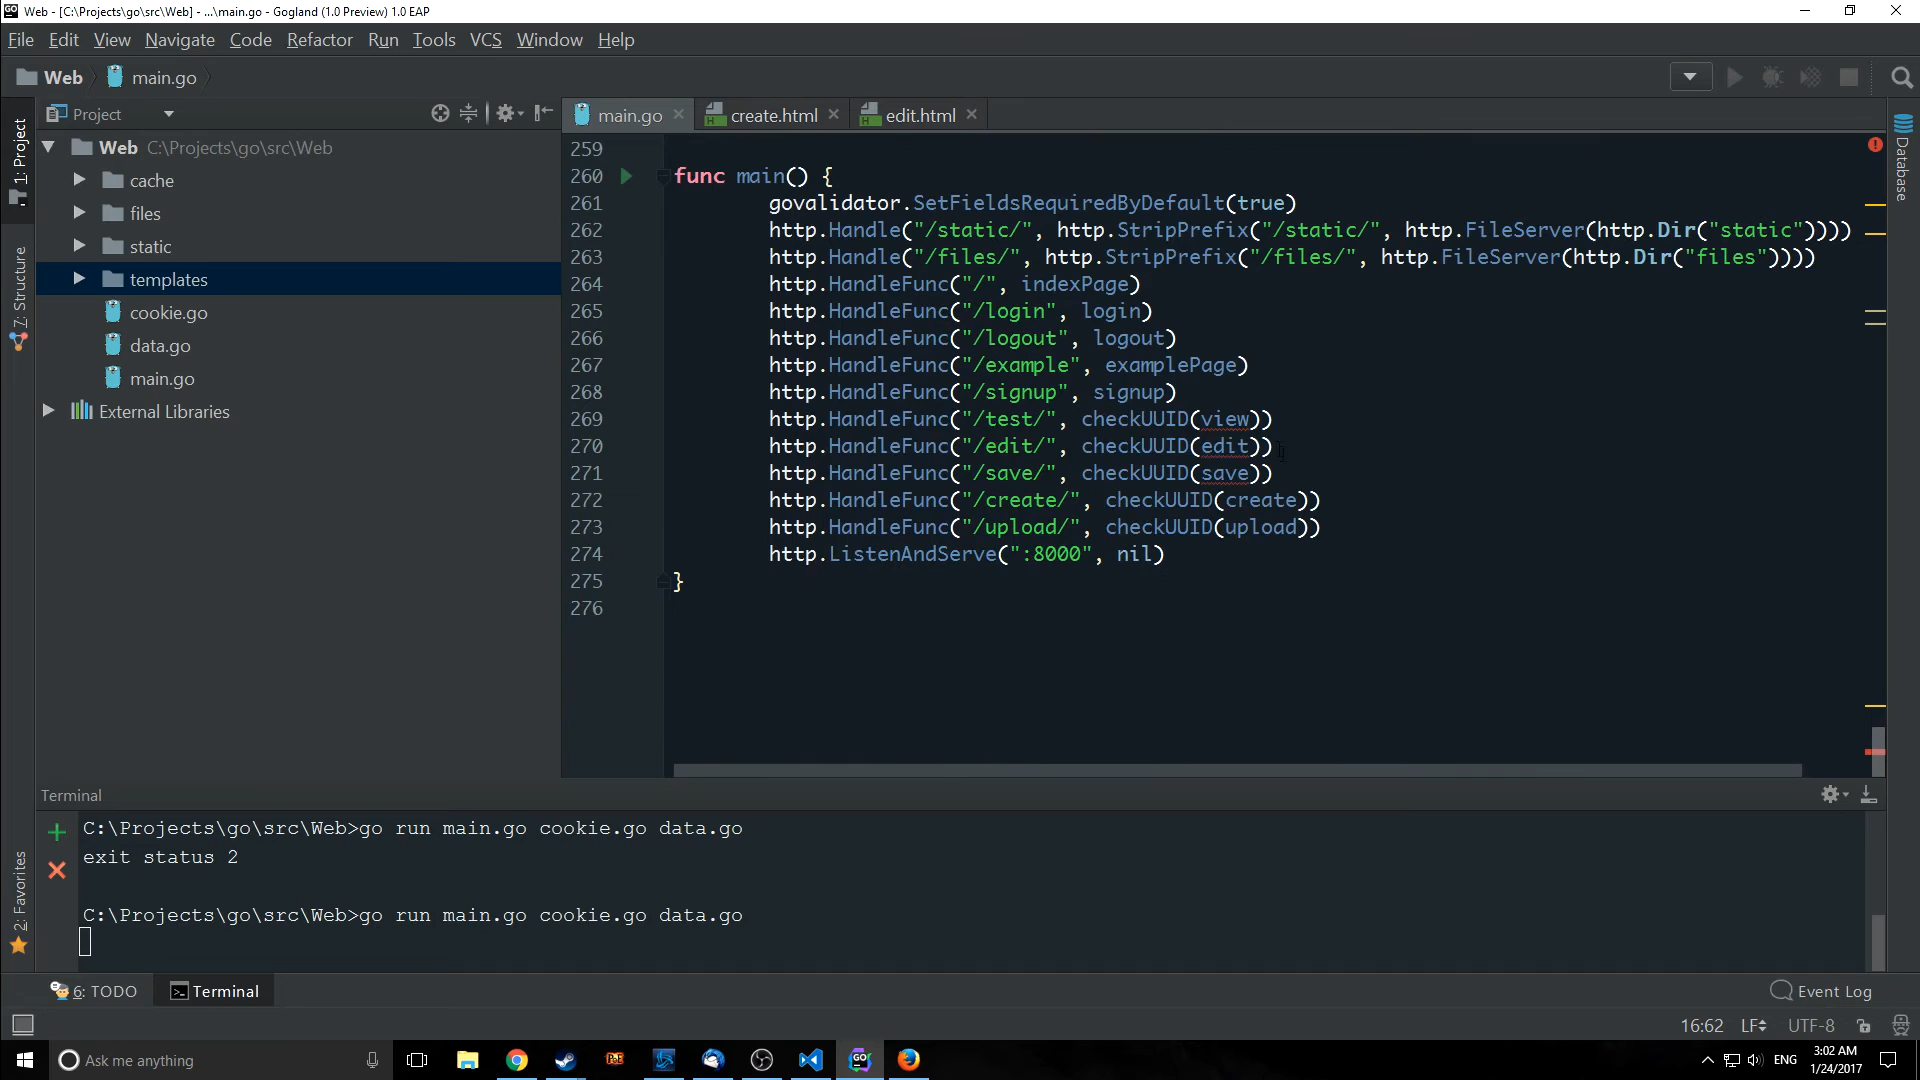 Web - [C:\Projects\go\src\Web] - ...\main.go - Gogland (1.0 Preview) 1.0 EAP
File Edit View Navigate Code Refactor Run Tools VCS Window Help
Web main.go
1: Project
Z: Structure
2: Favorites
Project
Web C:\Projects\go\src\Web
cache
files
static
templates
cookie.go
data.go
main.go
External Libraries
main.go create.html edit.html
259
260 func main() {
261 govalidator.SetFieldsRequiredByDefault(true)
262 http.Handle("/static/", http.StripPrefix("/static/", http.FileServer(http.Dir("static"))))
263 http.Handle("/files/", http.StripPrefix("/files/", http.FileServer(http.Dir("files"))))
264 http.HandleFunc("/", indexPage)
265 http.HandleFunc("/login", login)
266 http.HandleFunc("/logout", logout)
267 http.HandleFunc("/example", examplePage)
268 http.HandleFunc("/signup", signup)
269 http.HandleFunc("/test/", checkUUID(view))
270 http.HandleFunc("/edit/", checkUUID(edit))
271 http.HandleFunc("/save/", checkUUID(save))
272 http.HandleFunc("/create/", checkUUID(create))
273 http.HandleFunc("/upload/", checkUUID(upload))
274 http.ListenAndServe(":8000", nil)
275 }
276
Database
Terminal
C:\Projects\go\src\Web>go run main.go cookie.go data.go
exit status 2
C:\Projects\go\src\Web>go run main.go cookie.go data.go
6: TODO Terminal Event Log
16:62 LF UTF-8
Ask me anything
ENG
3:02 AM
1/24/2017